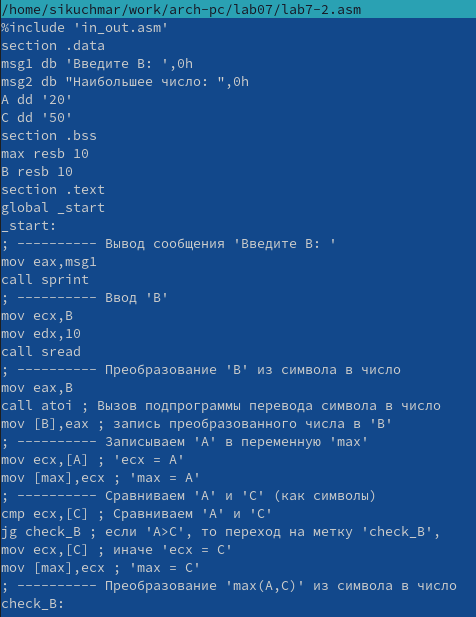 /home/sikuchmar/work/arch-pc/lab07/lab7-2.asm
%include 'in_out.asm'
section .data
msg1 db 'Введите B: ',0h
msg2 db "Наибольшее число: ",0h
A dd '20'
C dd '50'
section .bss
max resb 10
B resb 10
section .text
global _start
_start:
; ---------- Вывод сообщения 'Введите B: '
mov eax,msg1
call sprint
; ---------- Ввод 'B'
mov ecx,B
mov edx,10
call sread
; ---------- Преобразование 'B' из символа в число
mov eax,B
call atoi ; Вызов подпрограммы перевода символа в число
mov [B],eax ; запись преобразованного числа в 'B'
; ---------- Записываем 'A' в переменную 'max'
mov ecx,[A] ; 'ecx = A'
mov [max],ecx ; 'max = A'
; ---------- Сравниваем 'A' и 'С' (как символы)
cmp ecx,[C] ; Сравниваем 'A' и 'С'
jg check_B ; если 'A>C', то переход на метку 'check_B',
mov ecx,[C] ; иначе 'ecx = C'
mov [max],ecx ; 'max = C'
; ---------- Преобразование 'max(A,C)' из символа в число
check_B: